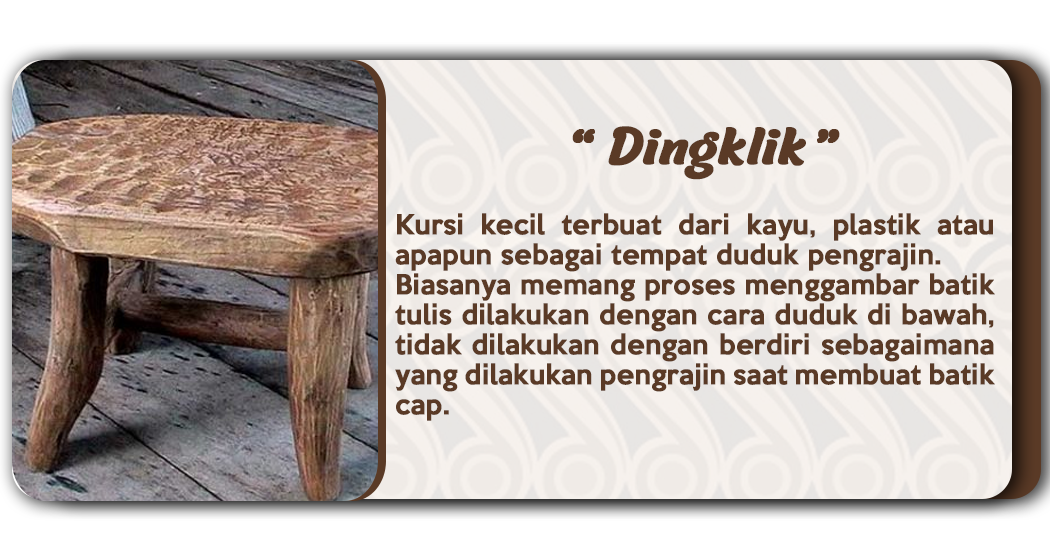 “ Dingklik ”
Kursi kecil terbuat dari kayu, plastik atau
apapun sebagai tempat duduk pengrajin.
Biasanya memang proses menggambar batik
tulis dilakukan dengan cara duduk di bawah,
tidak dilakukan dengan berdiri sebagaimana
yang dilakukan pengrajin saat membuat batik
cap.